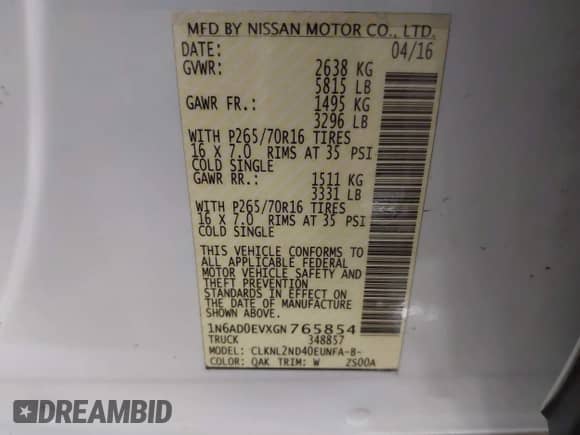 MFD BY NISSAN MOTOR CO., LTD.
DATE: 04/16
GVWR: 2638 KG
5815 LB
GAWR FR.: 1495 KG
3296 LB
WITH P265/70R16 TIRES
16 X 7.0 RIMS AT 35 PSI
COLD SINGLE
GAWR RR.: 1511 KG
3331 LB
WITH P265/70R16 TIRES
16 X 7.0 RIMS AT 35 PSI
COLD SINGLE
THIS VEHICLE CONFORMS TO
ALL APPLICABLE FEDERAL
MOTOR VEHICLE SAFETY AND
THEFT PREVENTION
STANDARDS IN EFFECT ON
THE DATE OF MANUFACTURE
SHOWN ABOVE.
1N6AD0EVXGN765854
TRUCK 348857
MODEL: CLKNL2ND40EUNFA-B-
COLOR: QAK TRIM: W ZS00A
DREAMBID